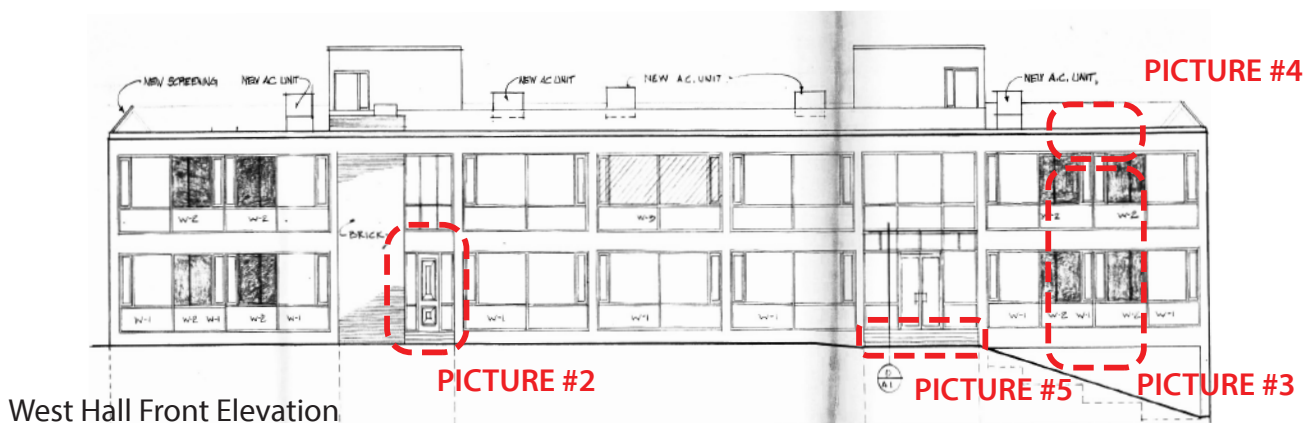 PICTURE #4
NEW SCREENING
NEW AC UNIT
NEW AC UNIT
NEW A.C. UNIT.
NEW A.C. UNIT,
W-2
W-2
W-D
W-2
W-2
BRICK
W-1
W-2
W-1
W-2
W-1
W-1
W-1
W-1
W-1
W-2
W-1
W-2
W-1
D
A1
PICTURE #2
PICTURE #5
PICTURE #3
West Hall Front Elevation